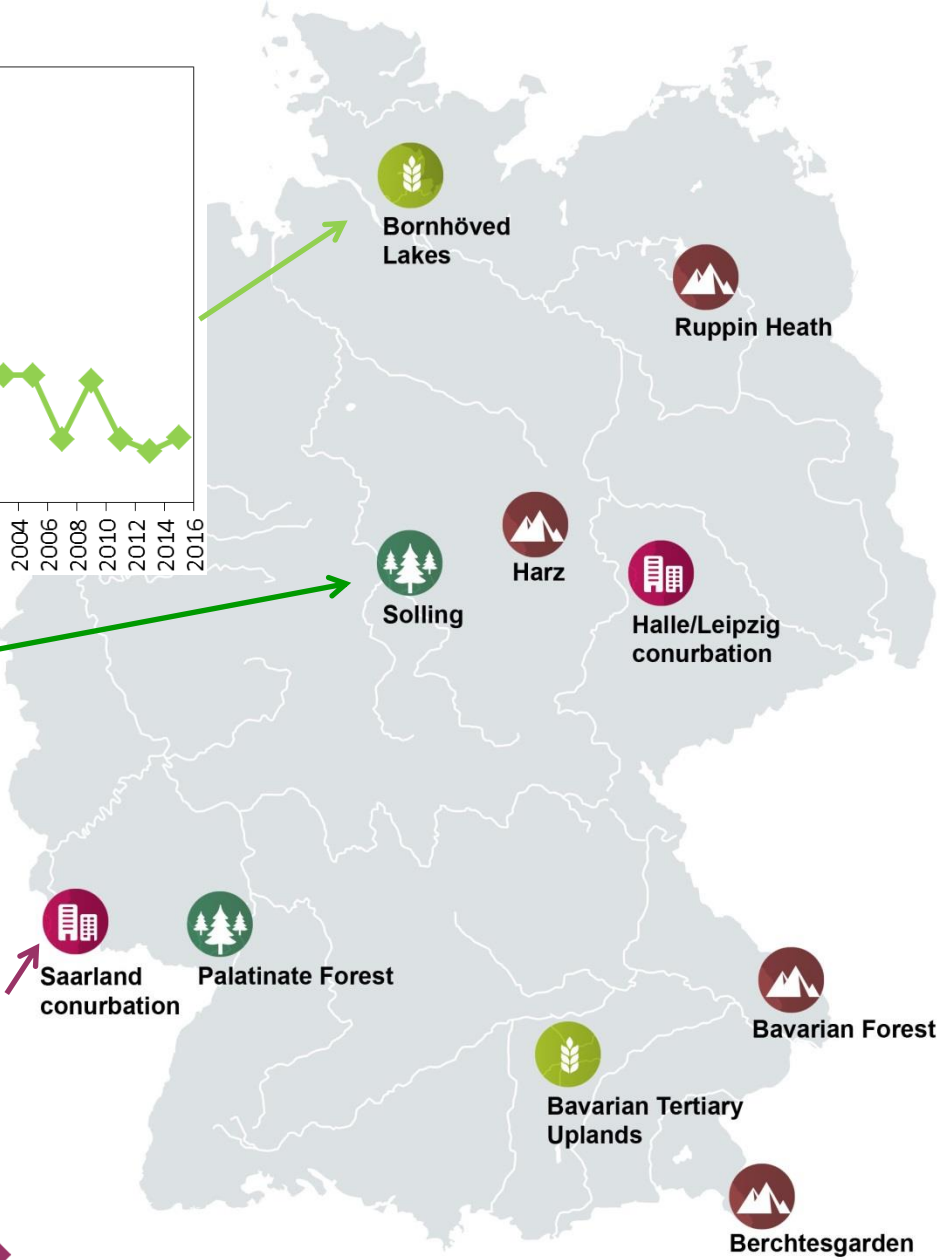 Bornhöved
Lakes
Ruppin Heath
2004
2006
2008
2010
2012
2014
2016
Harz
Solling
Halle/Leipzig
conurbation
Saarland
conurbation
Palatinate Forest
Bavarian Forest
Bavarian Tertiary
Uplands
Berchtesgarden